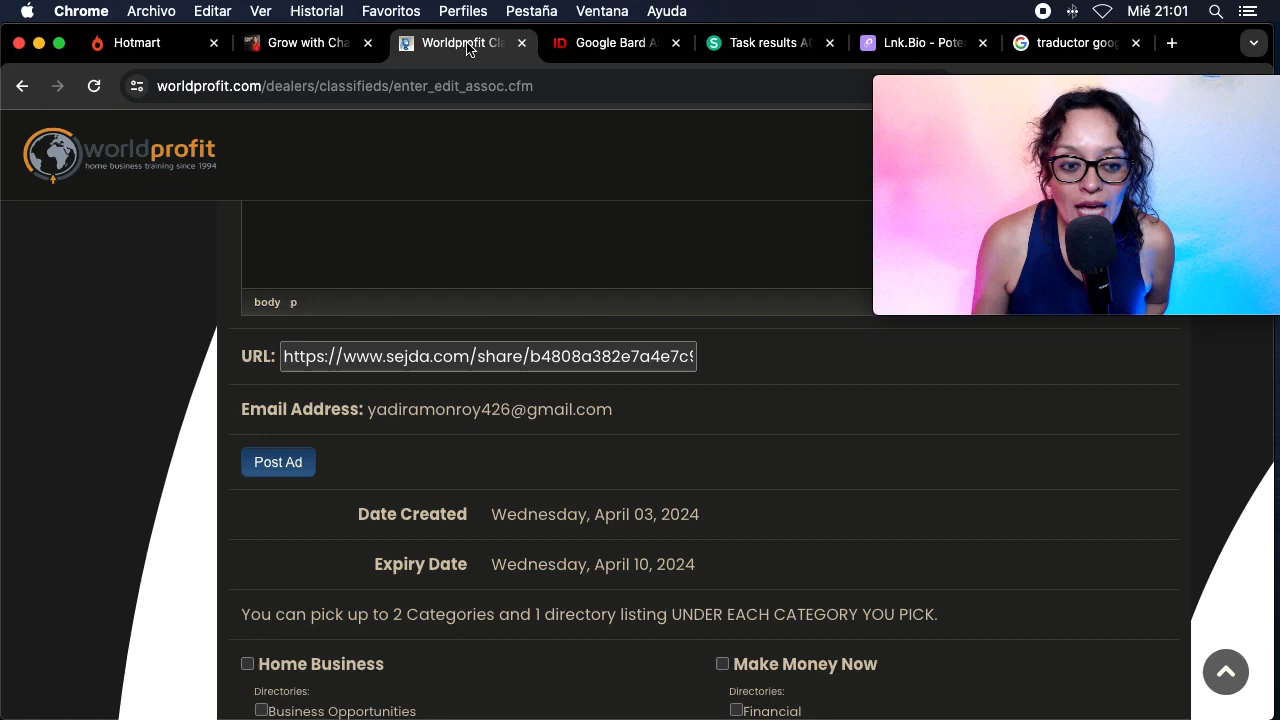 Chrome Archivo Editar Ver Historial Favoritos Perfiles Pestaña Ventana Ayuda Mié 21:01
Hotmart Grow with Cha Worldprofit Cl ID Google Bard A S Task results A Lnk.Bio - Pote G traductor goog
worldprofit.com/dealers/classifieds/enter_edit_assoc.cfm
worldprofit
home business training since 1994
body p
URL: https://www.sejda.com/share/b4808a382e7a4e7c9
Email Address: yadiramonroy426@gmail.com
Post Ad
Date Created Wednesday, April 03, 2024
Expiry Date Wednesday, April 10, 2024
You can pick up to 2 Categories and 1 directory listing UNDER EACH CATEGORY YOU PICK.
Home Business Make Money Now
Directories: Directories:
Business Opportunities Financial